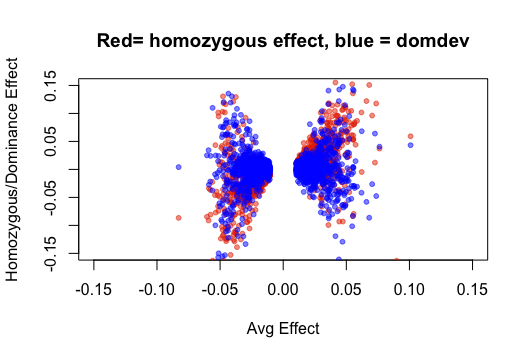 Red= homozygous effect, blue = domdev
Homozygous/Dominance Effect
0.15
0.05
-0.05
-0.15
-0.15 -0.10 -0.05 0.00 0.05 0.10 0.15
Avg Effect